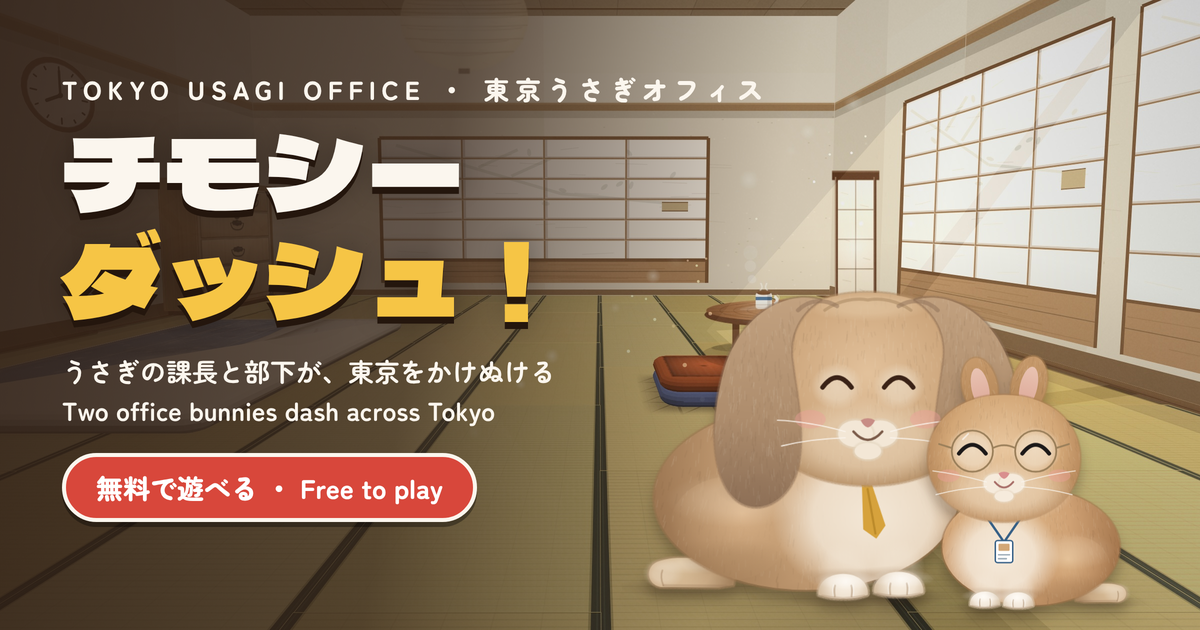 TOKYO USAGI OFFICE ・ 東京うさぎオフィス
チモシー
ダッシュ！
うさぎの課長と部下が、東京をかけぬける
Two office bunnies dash across Tokyo
無料で遊べる ・ Free to play